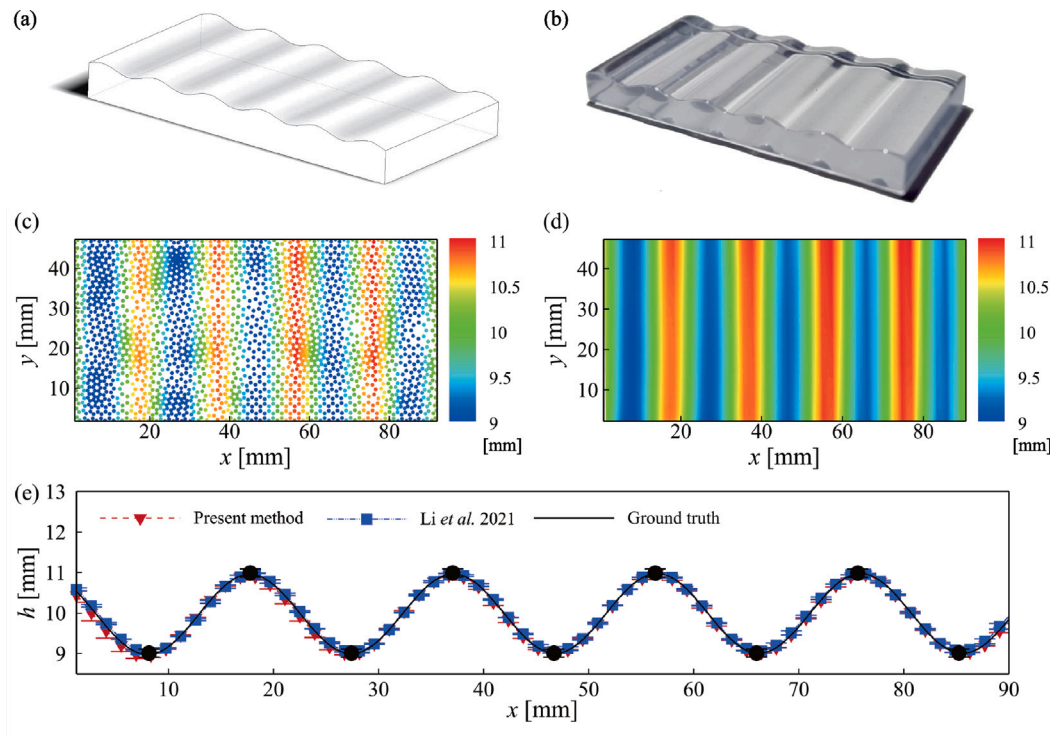 (a)
(b)
(c)
(d)
11
10.5
10
9.5
9
[mm]
40
30
20
10
y [mm]
20 40 60 80
x [mm]
11
10.5
10
9.5
9
[mm]
40
30
20
10
y [mm]
20 40 60 80
x [mm]
(e)
Present method
Li et al. 2021
Ground truth
13
12
11
10
9
h [mm]
10 20 30 40 50 60 70 80 90
x [mm]